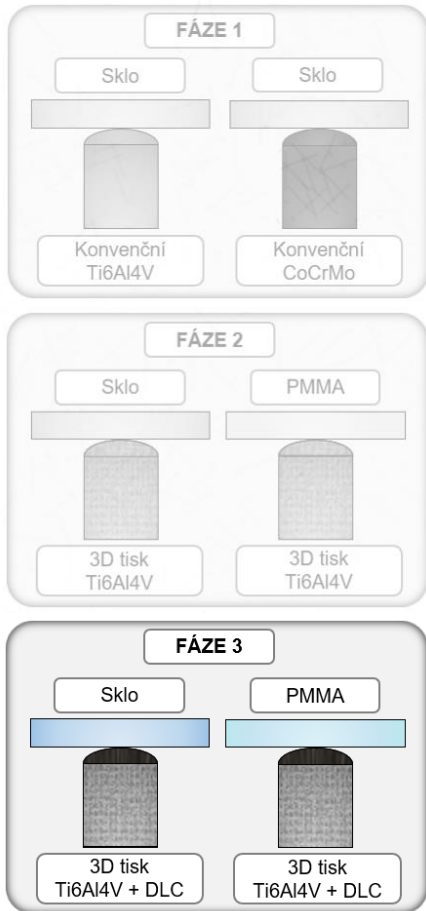 FÁZE 1
Sklo
Sklo
Konvenční
Ti6Al4V
Konvenční
CoCrMo
FÁZE 2
Sklo
PMMA
3D tisk
Ti6Al4V
3D tisk
Ti6Al4V
FÁZE 3
Sklo
PMMA
3D tisk
Ti6Al4V + DLC
3D tisk
Ti6Al4V + DLC